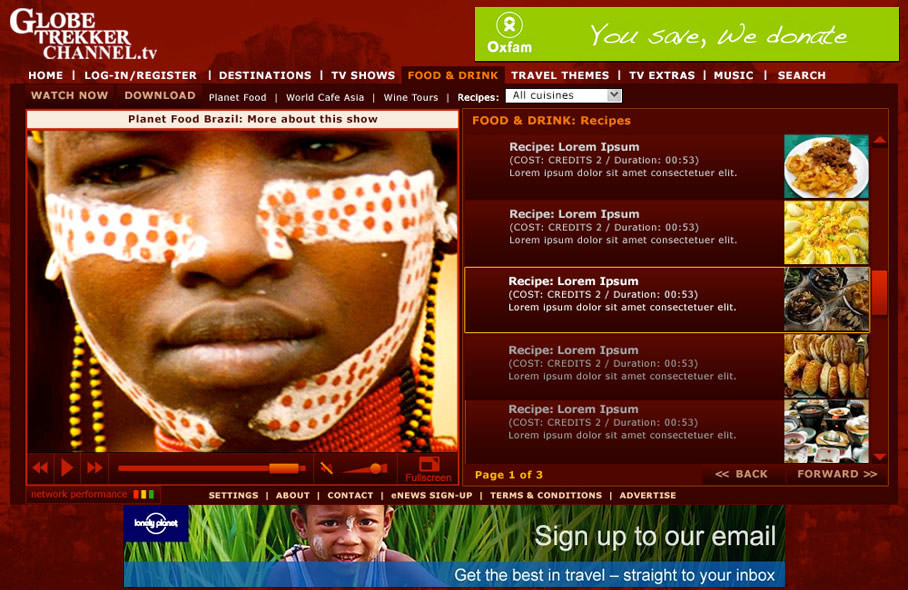 GLOBE
TREKKER
CHANNEL.tv
Oxfam
You save, We donate
HOME | LOG-IN/REGISTER | DESTINATIONS | TV SHOWS FOOD & DRINK TRAVEL THEMES | TV EXTRAS | MUSIC | SEARCH
WATCH NOW DOWNLOAD Planet Food | World Cafe Asia | Wine Tours | Recipes: All cuisines
Planet Food Brazil: More about this show
FOOD & DRINK: Recipes
Recipe: Lorem Ipsum
(COST: CREDITS 2 / Duration: 00:53)
Lorem ipsum dolor sit amet consectetuer elit.
Recipe: Lorem Ipsum
(COST: CREDITS 2 / Duration: 00:53)
Lorem ipsum dolor sit amet consectetuer elit.
Recipe: Lorem Ipsum
(COST: CREDITS 2 / Duration: 00:53)
Lorem ipsum dolor sit amet consectetuer elit.
Recipe: Lorem Ipsum
(COST: CREDITS 2 / Duration: 00:53)
Lorem ipsum dolor sit amet consectetuer elit.
Recipe: Lorem Ipsum
(COST: CREDITS 2 / Duration: 00:53)
Lorem ipsum dolor sit amet consectetuer elit.
Fullscreen
Page 1 of 3 << BACK FORWARD >>
network performance
SETTINGS | ABOUT | CONTACT | eNEWS SIGN-UP | TERMS & CONDITIONS | ADVERTISE
lonely planet
Sign up to our email
Get the best in travel – straight to your inbox